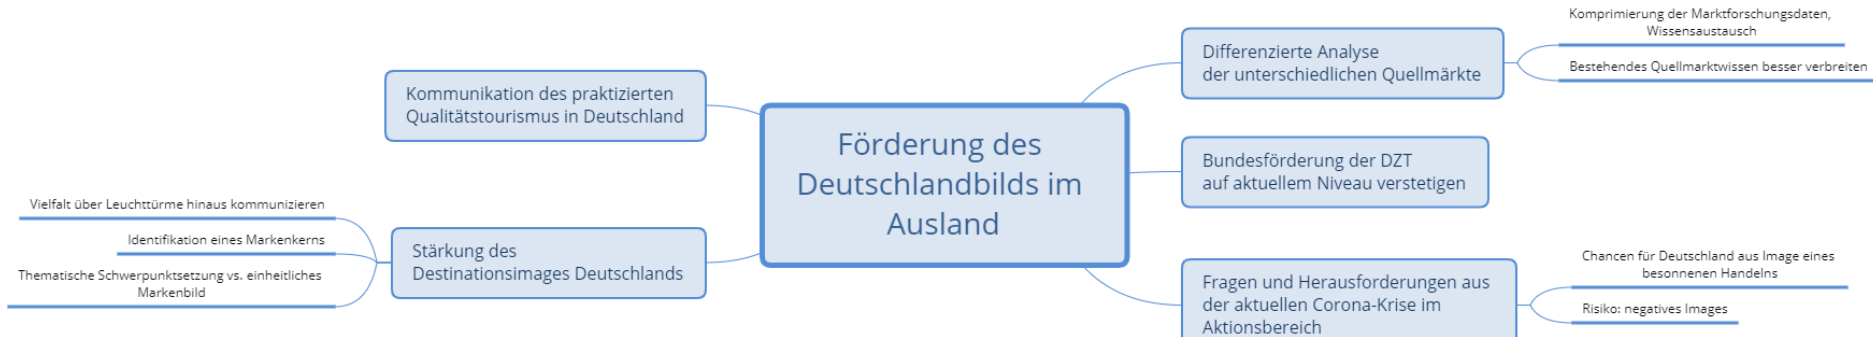 Förderung des
Deutschlandbilds im
Ausland
Kommunikation des praktizierten
Qualitätstourismus in Deutschland
Stärkung des
Destinationsimages Deutschlands
Vielfalt über Leuchttürme hinaus kommunizieren
Identifikation eines Markenkerns
Thematische Schwerpunktsetzung vs. einheitliches
Markenbild
Differenzierte Analyse
der unterschiedlichen Quellmärkte
Komprimierung der Marktforschungsdaten,
Wissensaustausch
Bestehendes Quellmarktwissen besser verbreiten
Bundesförderung der DZT
auf aktuellem Niveau verstetigen
Fragen und Herausforderungen aus
der aktuellen Corona-Krise im
Aktionsbereich
Chancen für Deutschland aus Image eines
besonnenen Handelns
Risiko: negatives Images